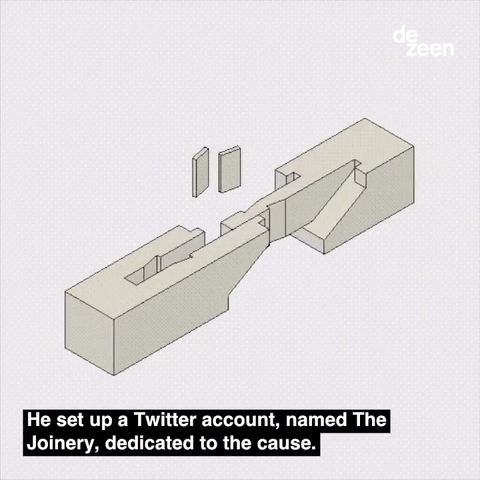 de
zeen
He set up a Twitter account, named The
Joinery, dedicated to the cause.